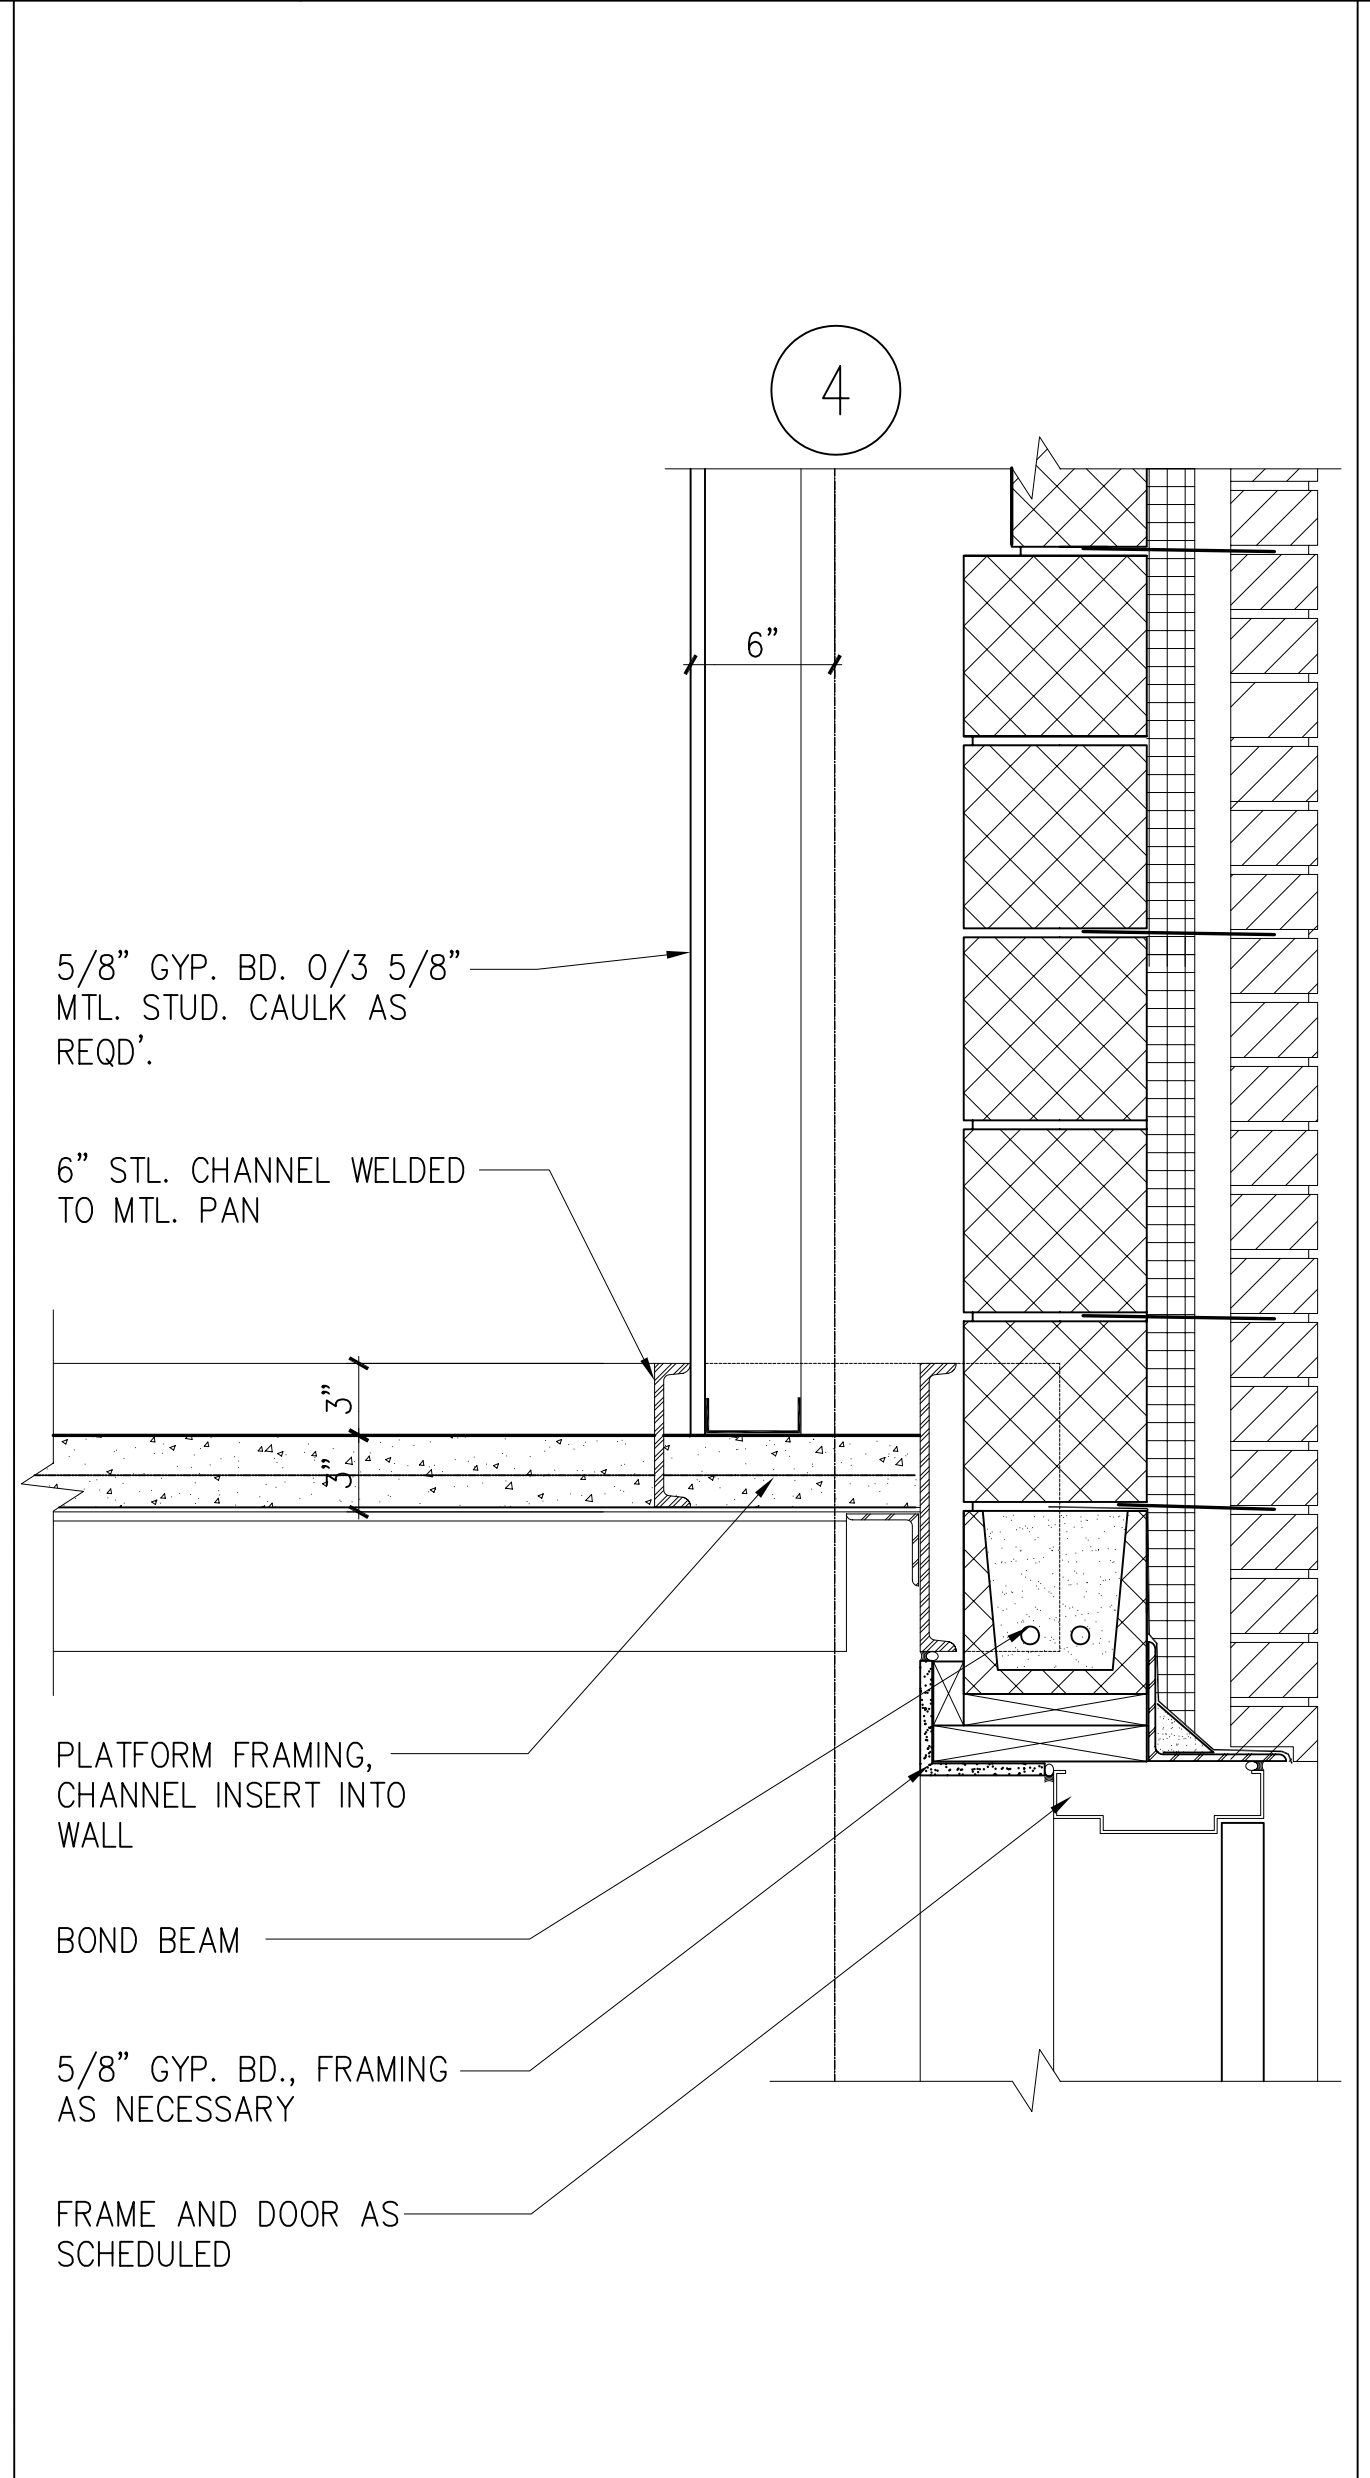 4
6”
5/8” GYP. BD. O/3 5/8”
MTL. STUD. CAULK AS
REQD’.
6” STL. CHANNEL WELDED
TO MTL. PAN
3”
3”
PLATFORM FRAMING,
CHANNEL INSERT INTO
WALL
BOND BEAM
5/8” GYP. BD., FRAMING
AS NECESSARY
FRAME AND DOOR AS
SCHEDULED